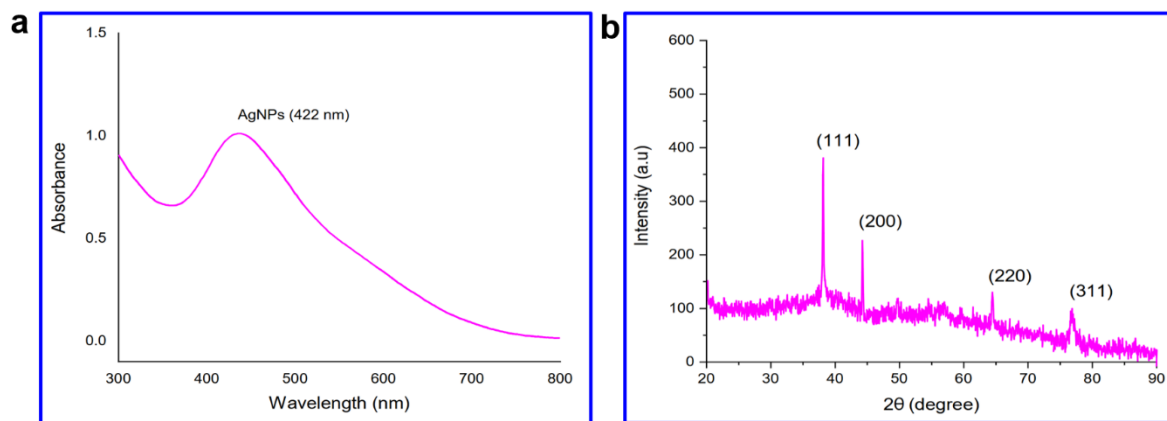 a
1.5
AgNPs (422 nm)
1.0
0.5
0.0
Absorbance
300 400 500 600 700 800
Wavelength (nm)
b
600
500
400
300
200
100
0
Intensity (a.u)
(111)
(200)
(220)
(311)
20 30 40 50 60 70 80 90
2θ (degree)